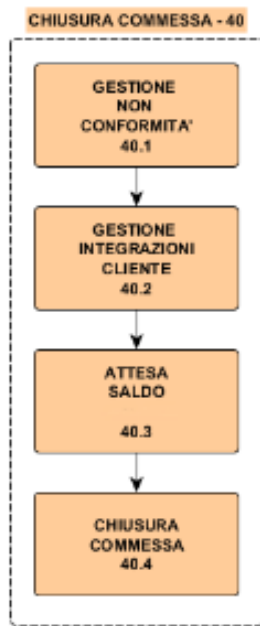 CHIUSURA COMMESSA - 40
GESTIONE
NON
CONFORMITA'
40.1
GESTIONE
INTEGRAZIONI
CLIENTE
40.2
ATTESA
SALDO
40.3
CHIUSURA
COMMESSA
40.4